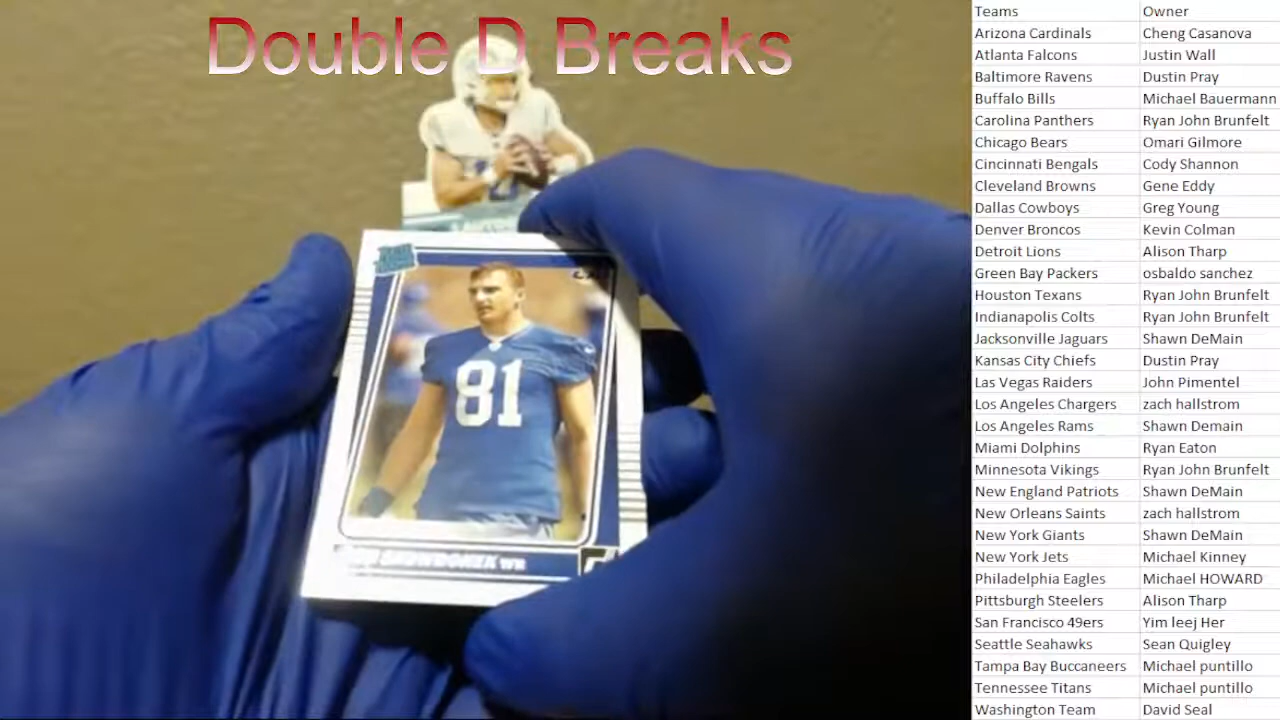 Double D Breaks
81
WR
Teams Owner
Arizona Cardinals Cheng Casanova
Atlanta Falcons Justin Wall
Baltimore Ravens Dustin Pray
Buffalo Bills Michael Bauermann
Carolina Panthers Ryan John Brunfelt
Chicago Bears Omari Gilmore
Cincinnati Bengals Cody Shannon
Cleveland Browns Gene Eddy
Dallas Cowboys Greg Young
Denver Broncos Kevin Colman
Detroit Lions Alison Tharp
Green Bay Packers osbaldo sanchez
Houston Texans Ryan John Brunfelt
Indianapolis Colts Ryan John Brunfelt
Jacksonville Jaguars Shawn DeMain
Kansas City Chiefs Dustin Pray
Las Vegas Raiders John Pimentel
Los Angeles Chargers zach hallstrom
Los Angeles Rams Shawn Demain
Miami Dolphins Ryan Eaton
Minnesota Vikings Ryan John Brunfelt
New England Patriots Shawn DeMain
New Orleans Saints zach hallstrom
New York Giants Shawn DeMain
New York Jets Michael Kinney
Philadelphia Eagles Michael HOWARD
Pittsburgh Steelers Alison Tharp
San Francisco 49ers Yim leej Her
Seattle Seahawks Sean Quigley
Tampa Bay Buccaneers Michael puntillo
Tennessee Titans Michael puntillo
Washington Team David Seal